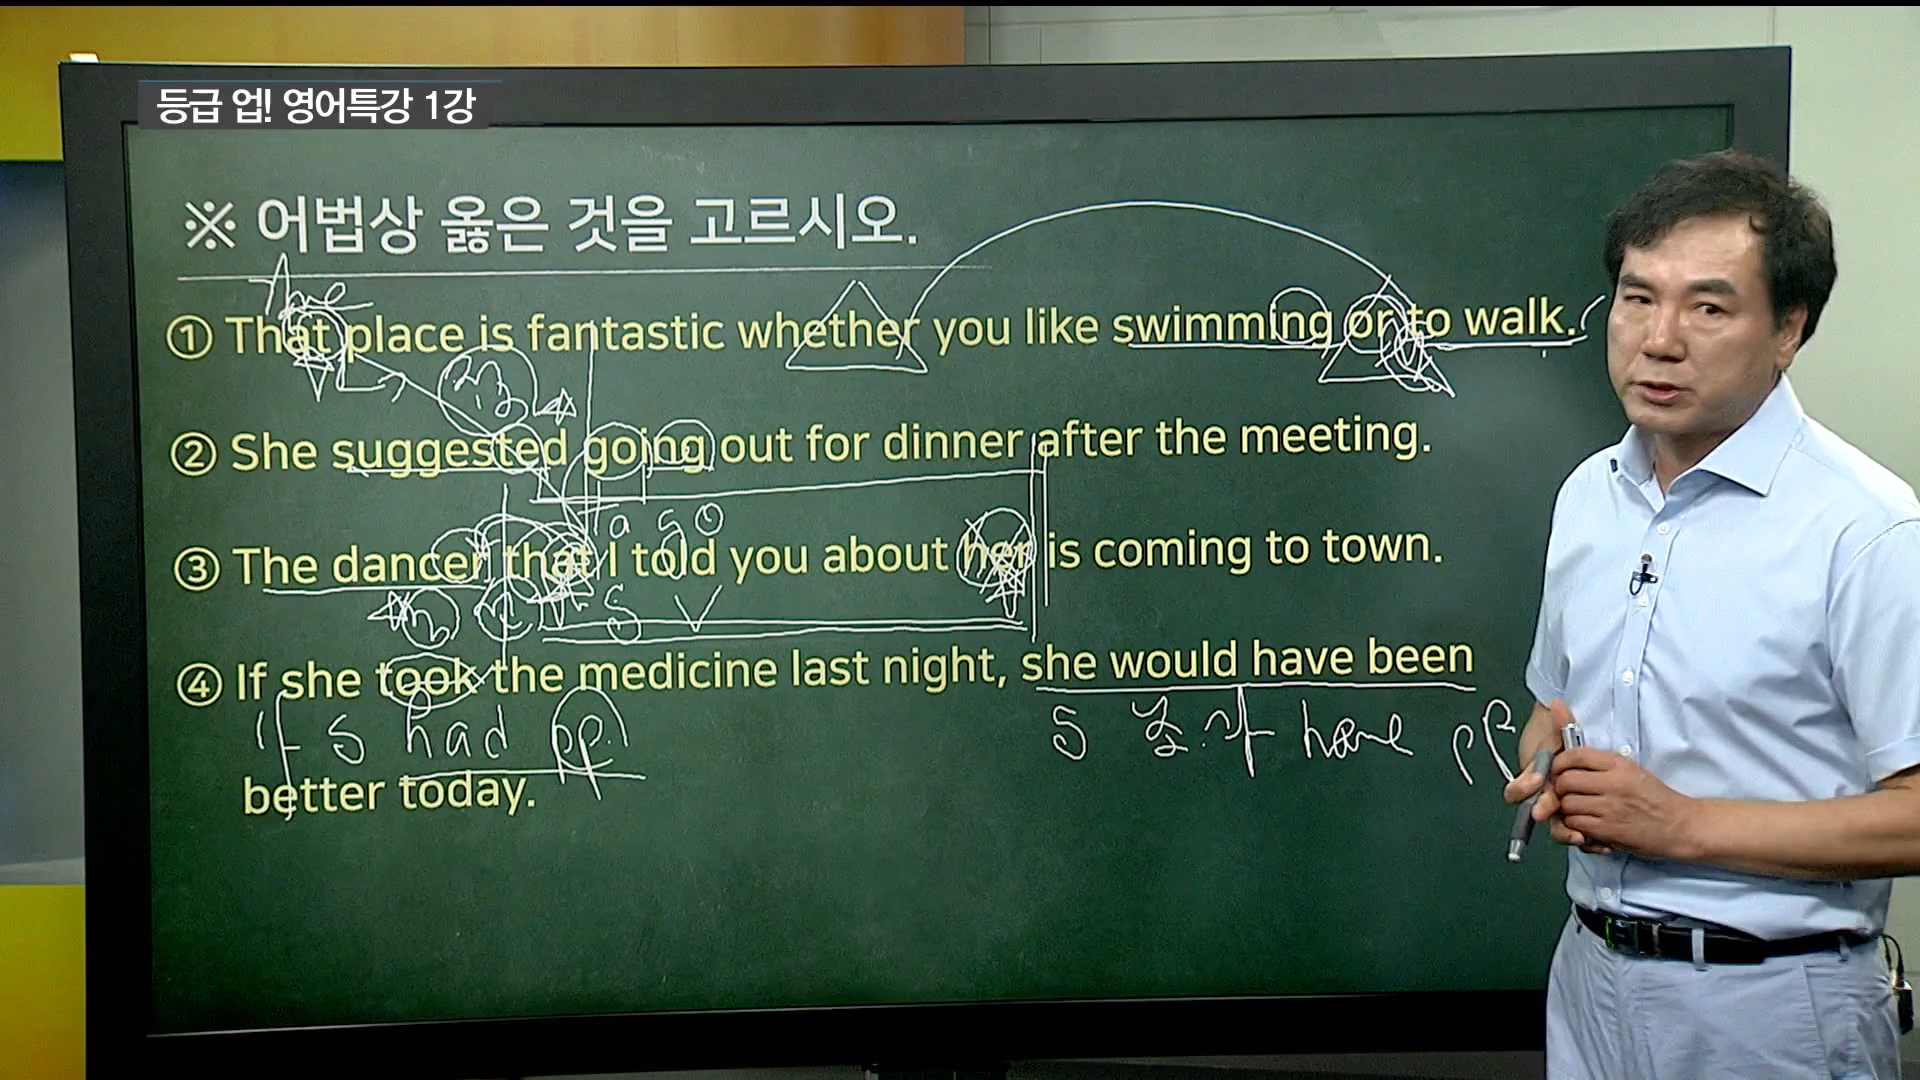 등급 업! 영어특강 1강
※ 어법상 옳은 것을 고르시오.
① That place is fantastic whether you like swimming or to walk.
② She suggested going out for dinner after the meeting.
to go
③ The dancer that I told you about her is coming to town.
S V
④ If she took the medicine last night, she would have been
If S had pp. S 조.과 have pp
better today.